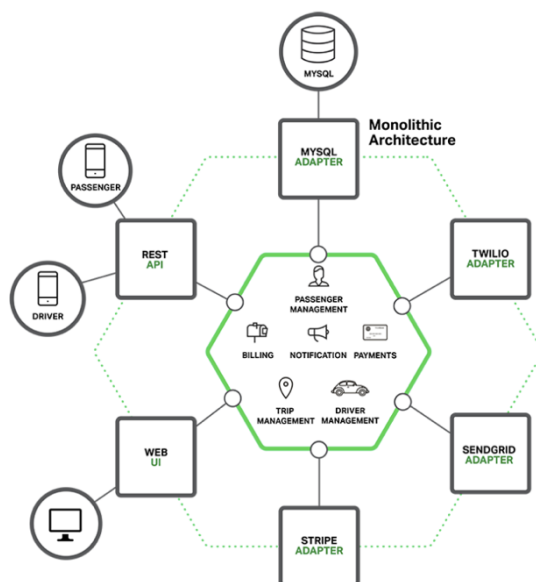 MYSQL
Monolithic
Architecture
MYSQL
ADAPTER
PASSENGER
REST
API
TWILIO
ADAPTER
DRIVER
PASSENGER
MANAGEMENT
BILLING
NOTIFICATION
PAYMENTS
TRIP
MANAGEMENT
DRIVER
MANAGEMENT
WEB
UI
SENDGRID
ADAPTER
STRIPE
ADAPTER